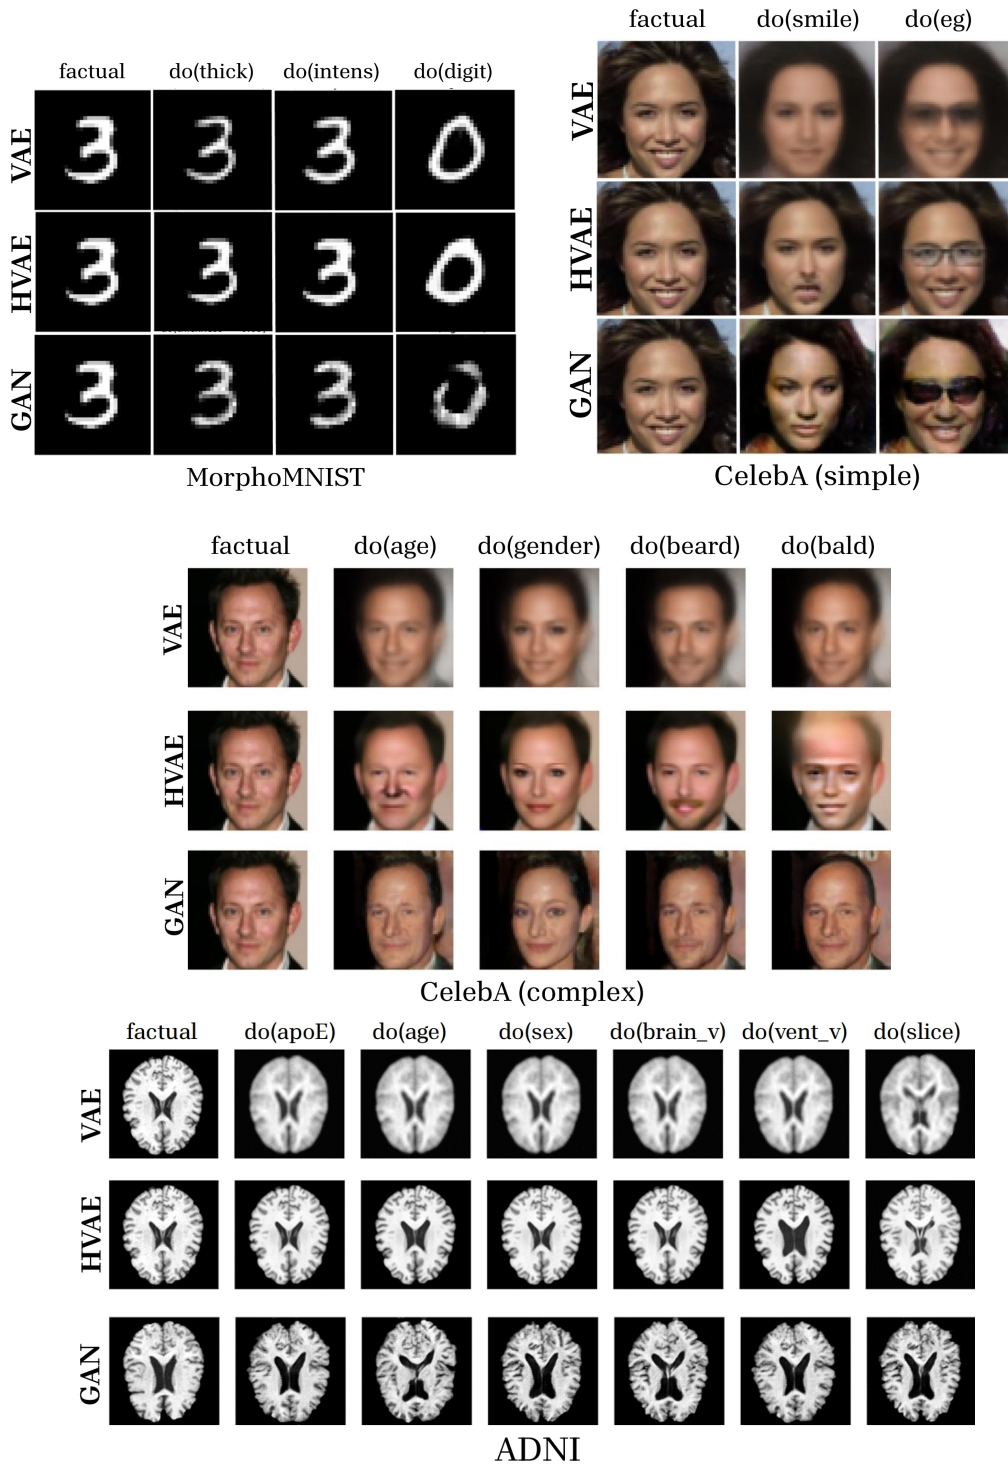 factual do(thick) do(intens) do(digit)
VAE
HVAE
GAN
MorphoMNIST
factual do(smile) do(eg)
VAE
HVAE
GAN
CelebA (simple)
factual do(age) do(gender) do(beard) do(bald)
VAE
HVAE
GAN
CelebA (complex)
factual do(apoE) do(age) do(sex) do(brain_v) do(vent_v) do(slice)
VAE
HVAE
GAN
ADNI